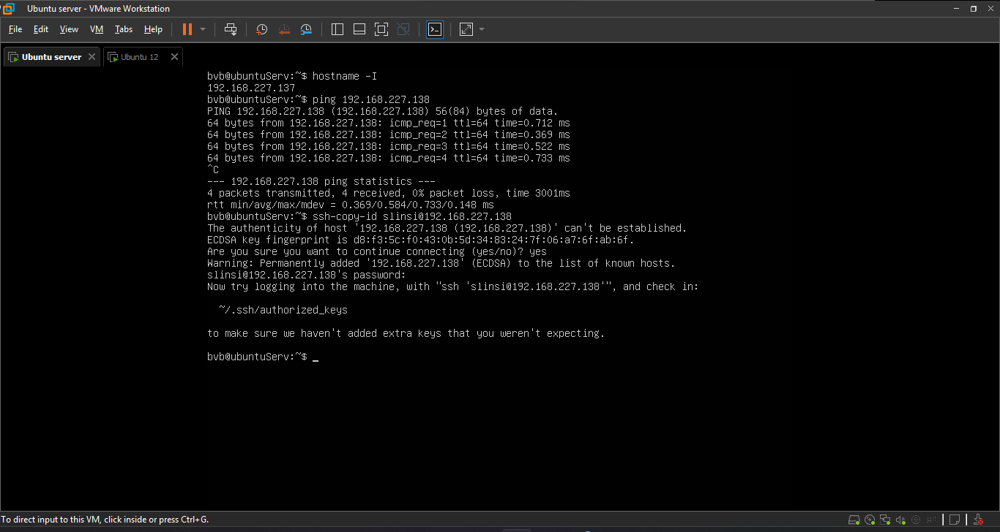 Ubuntu server - VMware Workstation
File Edit View VM Tabs Help
Ubuntu server Ubuntu 12
bvb@ubuntuServ:~$ hostname -I
192.168.227.137
bvb@ubuntuServ:~$ ping 192.168.227.138
PING 192.168.227.138 (192.168.227.138) 56(84) bytes of data.
64 bytes from 192.168.227.138: icmp_req=1 ttl=64 time=0.712 ms
64 bytes from 192.168.227.138: icmp_req=2 ttl=64 time=0.369 ms
64 bytes from 192.168.227.138: icmp_req=3 ttl=64 time=0.522 ms
64 bytes from 192.168.227.138: icmp_req=4 ttl=64 time=0.733 ms
^C
--- 192.168.227.138 ping statistics ---
4 packets transmitted, 4 received, 0% packet loss, time 3001ms
rtt min/avg/max/mdev = 0.369/0.584/0.733/0.148 ms
bvb@ubuntuServ:~$ ssh-copy-id slinsi@192.168.227.138
The authenticity of host '192.168.227.138 (192.168.227.138)' can't be established.
ECDSA key fingerprint is d8:f3:5c:f0:43:0b:5d:34:83:24:7f:06:a7:6f:ab:6f.
Are you sure you want to continue connecting (yes/no)? yes
Warning: Permanently added '192.168.227.138' (ECDSA) to the list of known hosts.
slinsi@192.168.227.138's password:
Now try logging into the machine, with "ssh 'slinsi@192.168.227.138'", and check in:
~/.ssh/authorized_keys
to make sure we haven't added extra keys that you weren't expecting.
bvb@ubuntuServ:~$ _
To direct input to this VM, click inside or press Ctrl+G.